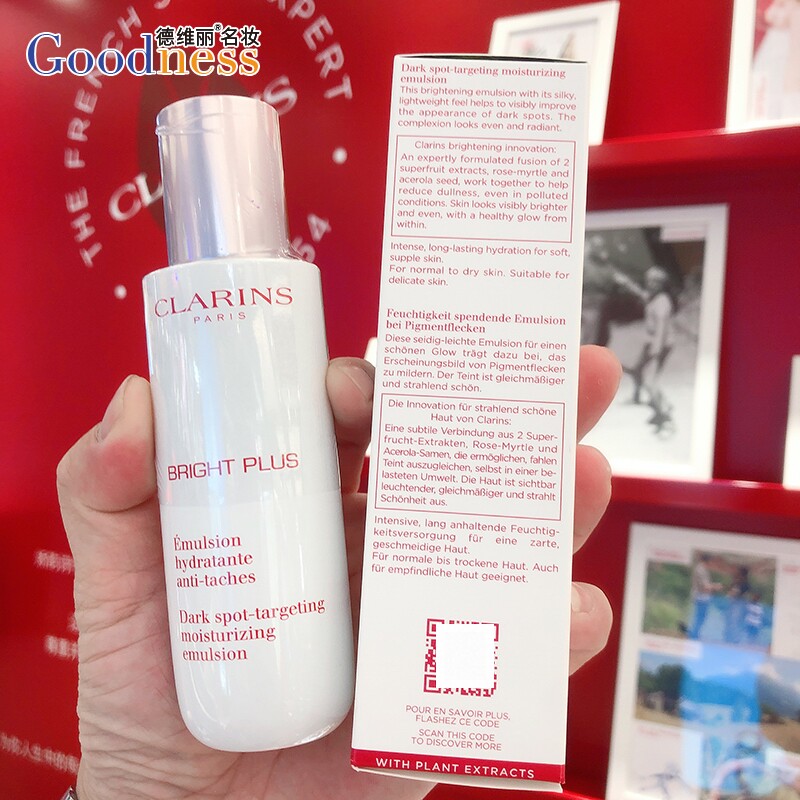 德维丽®名妆
Goodness
THE FRENCH S
EXPERT
CLA
NS
54
CLARINS
PARIS
BRIGHT PLUS
Émulsion
hydratante
anti-taches
Dark spot-targeting
moisturizing
emulsion
Dark spot-targeting moisturizing
emulsion
This brightening emulsion with its silky,
lightweight feel helps to visibly improve
the appearance of dark spots. The
complexion looks even and radiant.
Clarins brightening innovation:
An expertly formulated fusion of 2
superfruit extracts, rose-myrtle and
acerola seed, work together to help
reduce dullness, even in polluted
conditions. Skin looks visibly brighter
and even, with a healthy glow from
within.
Intense, long-lasting hydration for soft,
supple skin.
For normal to dry skin. Suitable for
delicate skin.
Feuchtigkeit spendende Emulsion
bei Pigmentflecken
Diese seidig-leichte Emulsion für einen
schönen Glow trägt dazu bei, das
Erscheinungsbild von Pigmentflecken
zu mildern. Der Teint ist gleichmäßiger
und strahlend schön.
Die Innovation für strahlend schöne
Haut von Clarins:
Eine subtile Verbindung aus 2 Super-
frucht-Extrakten, Rose-Myrtle und
Acerola-Samen, die ermöglichen, fahlen
Teint auszugleichen, selbst in einer be-
lasteten Umwelt. Die Haut ist sichtbar
leuchtender, gleichmäßiger und strahlt
Schönheit aus.
Intensive, lang anhaltende Feuchtig-
keitsversorgung für eine zarte,
geschmeidige Haut.
Für normale bis trockene Haut. Auch
für empfindliche Haut geeignet.
POUR EN SAVOIR PLUS,
FLASHEZ CE CODE
SCAN THIS CODE
TO DISCOVER MORE
WITH PLANT EXTRACTS